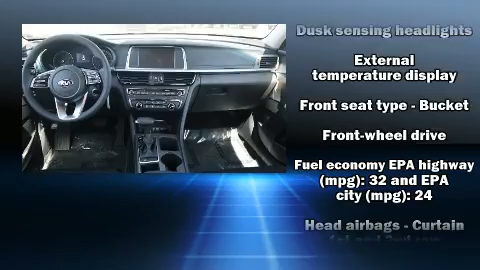 Dusk sensing headlights
External
temperature display
Front seat type - Bucket
Front-wheel drive
Fuel economy EPA highway
(mpg): 32 and EPA
city (mpg): 24
Head airbags - Curtain
KIA